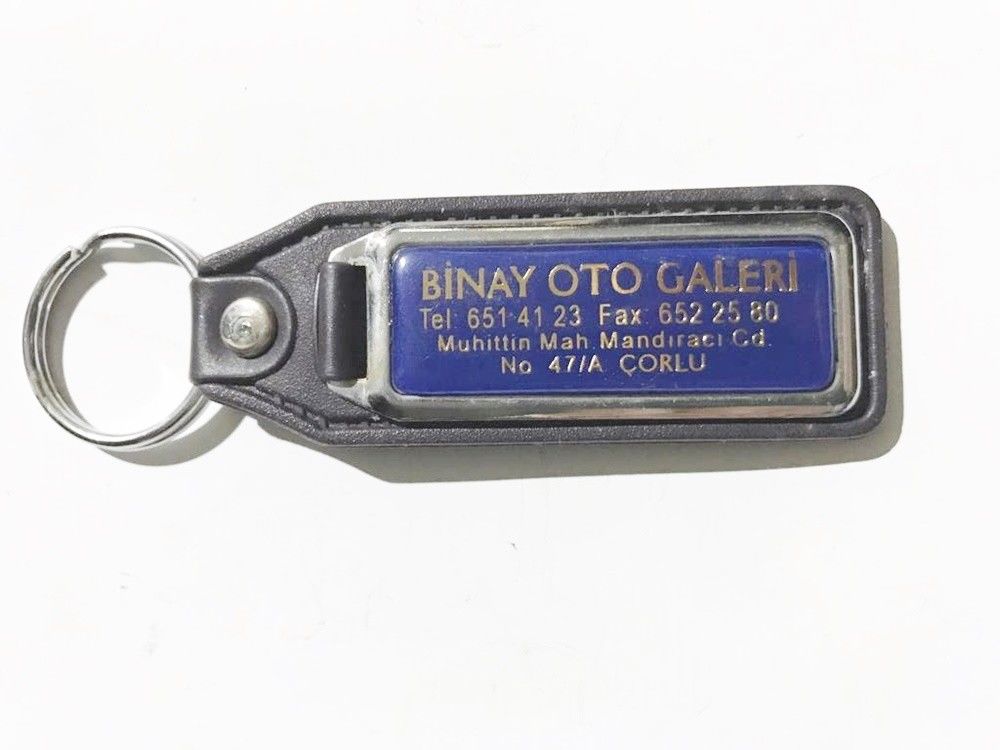 BİNAY OTO GALERİ
Tel: 651 41 23 Fax: 652 25 80
Muhittin Mah. Mandıracı Cd.
No: 47/A ÇORLU